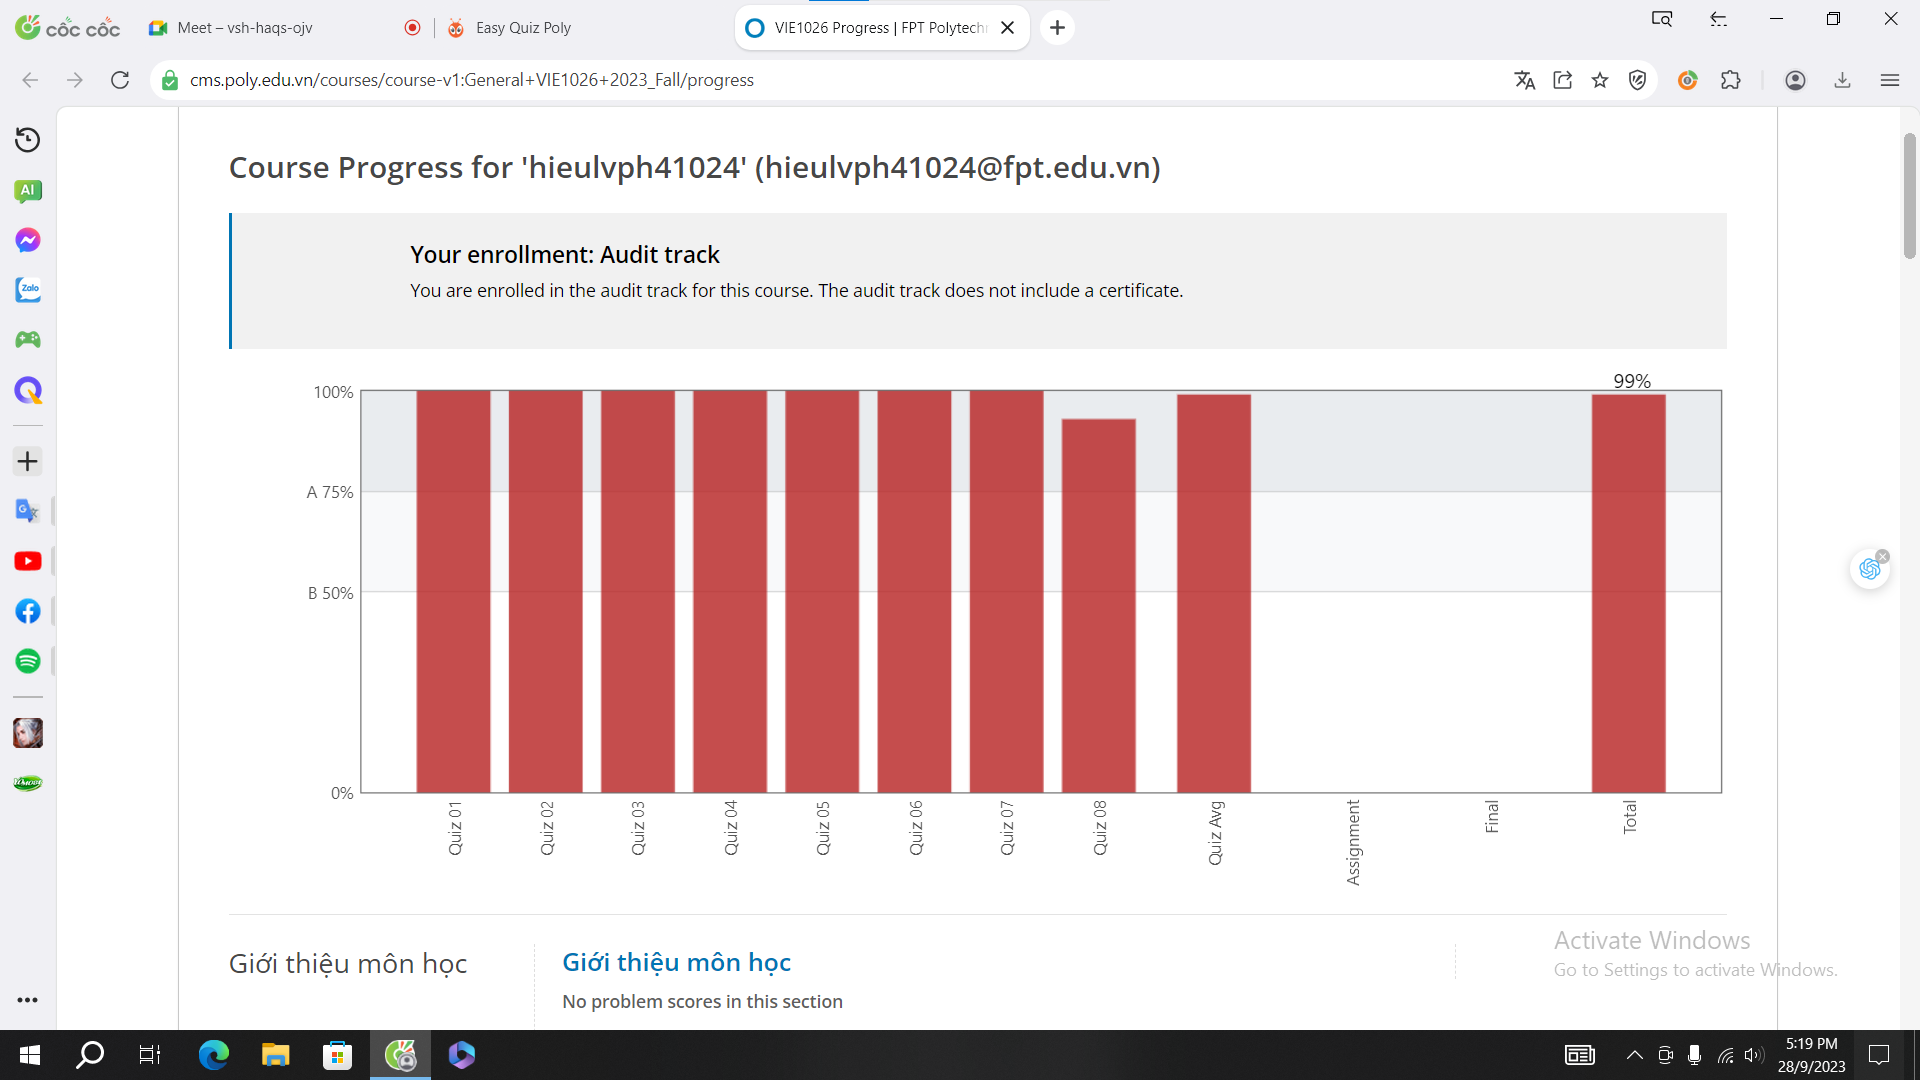 cốc cốc
Meet – vsh-haqs-ojv
Easy Quiz Poly
VIE1026 Progress | FPT Polytech
cms.poly.edu.vn/courses/course-v1:General+VIE1026+2023_Fall/progress
AI
Zalo
Course Progress for 'hieulvph41024' (hieulvph41024@fpt.edu.vn)
Your enrollment: Audit track
You are enrolled in the audit track for this course. The audit track does not include a certificate.
99%
100%
A 75%
B 50%
0%
Quiz 01
Quiz 02
Quiz 03
Quiz 04
Quiz 05
Quiz 06
Quiz 07
Quiz 08
Quiz Avg
Assignment
Final
Total
Giới thiệu môn học
Giới thiệu môn học
No problem scores in this section
Activate Windows
Go to Settings to activate Windows.
5:19 PM
28/9/2023